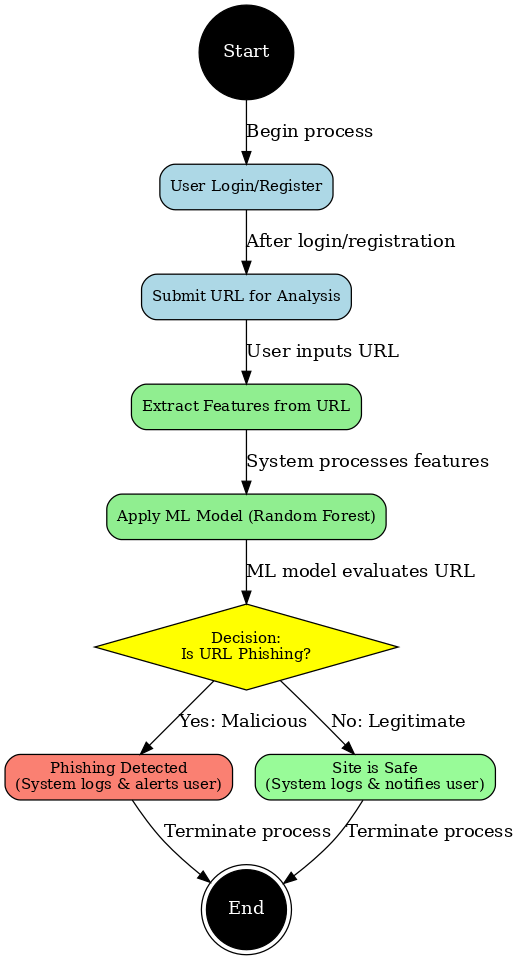 Start
Begin process
User Login/Register
After login/registration
Submit URL for Analysis
User inputs URL
Extract Features from URL
System processes features
Apply ML Model (Random Forest)
ML model evaluates URL
Decision:
Is URL Phishing?
Yes: Malicious
No: Legitimate
Phishing Detected
(System logs & alerts user)
Site is Safe
(System logs & notifies user)
Terminate process
Terminate process
End